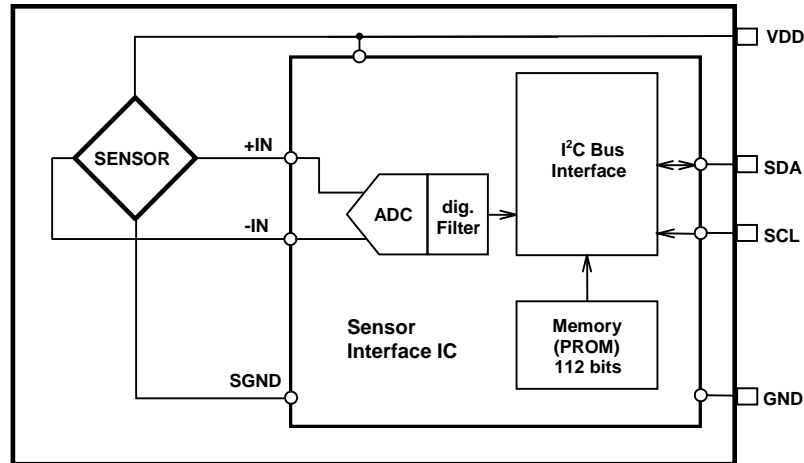 VDD
SENSOR
+IN
-IN
I²C Bus
Interface
SDA
ADC
dig.
Filter
SCL
Sensor
Interface IC
Memory
(PROM)
112 bits
SGND
GND